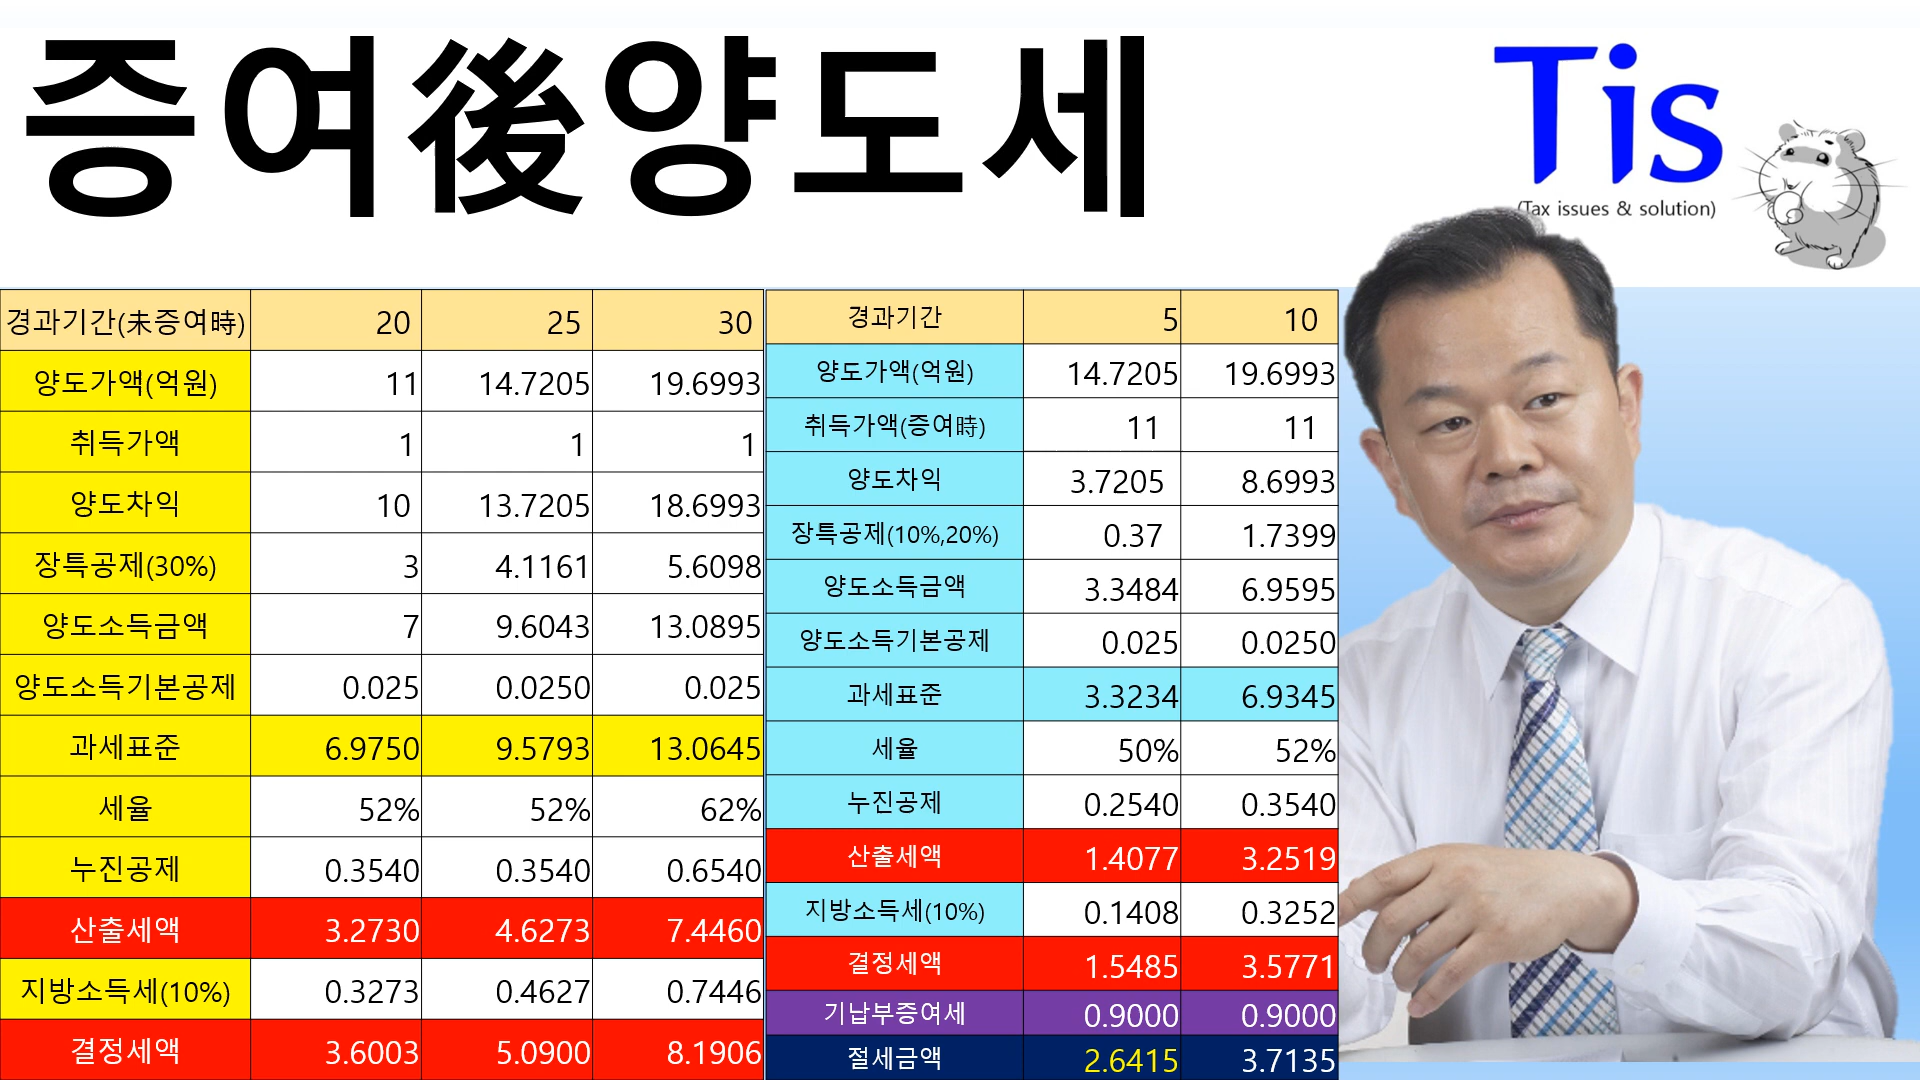 증여後양도세
Tis
(Tax issues & solution)
경과기간(未증여時) 20 25 30
양도가액(억원) 11 14.7205 19.6993
취득가액 1 1 1
양도차익 10 13.7205 18.6993
장특공제(30%) 3 4.1161 5.6098
양도소득금액 7 9.6043 13.0895
양도소득기본공제 0.025 0.0250 0.025
과세표준 6.9750 9.5793 13.0645
세율 52% 52% 62%
누진공제 0.3540 0.3540 0.6540
산출세액 3.2730 4.6273 7.4460
지방소득세(10%) 0.3273 0.4627 0.7446
결정세액 3.6003 5.0900 8.1906
경과기간 5 10
양도가액(억원) 14.7205 19.6993
취득가액(증여時) 11 11
양도차익 3.7205 8.6993
장특공제(10%,20%) 0.37 1.7399
양도소득금액 3.3484 6.9595
양도소득기본공제 0.025 0.0250
과세표준 3.3234 6.9345
세율 50% 52%
누진공제 0.2540 0.3540
산출세액 1.4077 3.2519
지방소득세(10%) 0.1408 0.3252
결정세액 1.5485 3.5771
기납부증여세 0.9000 0.9000
절세금액 2.6415 3.7135